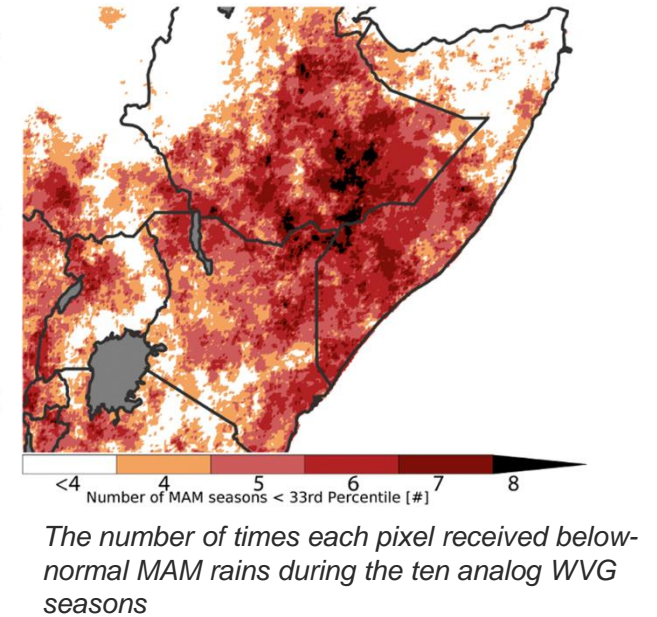 <4 4 5 6 7 8
Number of MAM seasons < 33rd Percentile [#]
The number of times each pixel received below-
normal MAM rains during the ten analog WVG
seasons